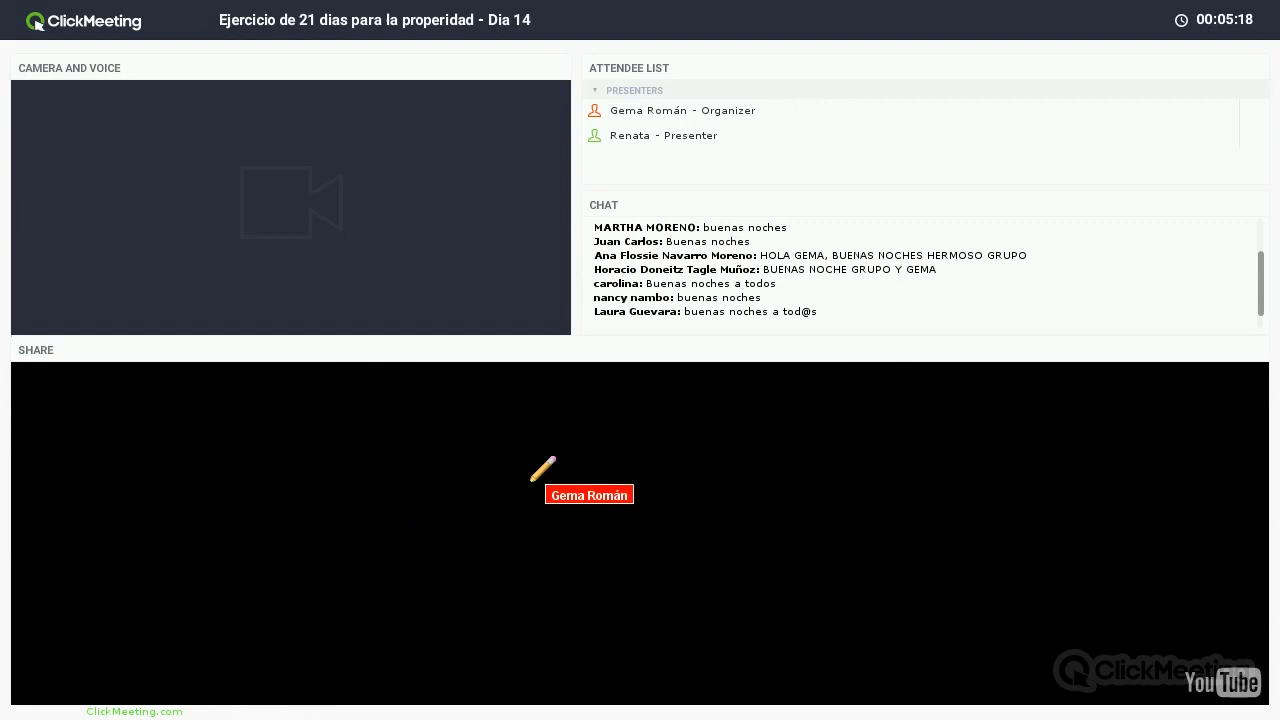 ClickMeeting
Ejercicio de 21 dias para la properidad - Dia 14
00:05:18
CAMERA AND VOICE
ATTENDEE LIST
PRESENTERS
Gema Román - Organizer
Renata - Presenter
CHAT
MARTHA MORENO: buenas noches
Juan Carlos: Buenas noches
Ana Flossie Navarro Moreno: HOLA GEMA, BUENAS NOCHES HERMOSO GRUPO
Horacio Doneitz Tagle Muñoz: BUENAS NOCHE GRUPO Y GEMA
carolina: Buenas noches a todos
nancy nambo: buenas noches
Laura Guevara: buenas noches a tod@s
SHARE
Gema Román
ClickMeeting
YouTube
ClickMeeting.com